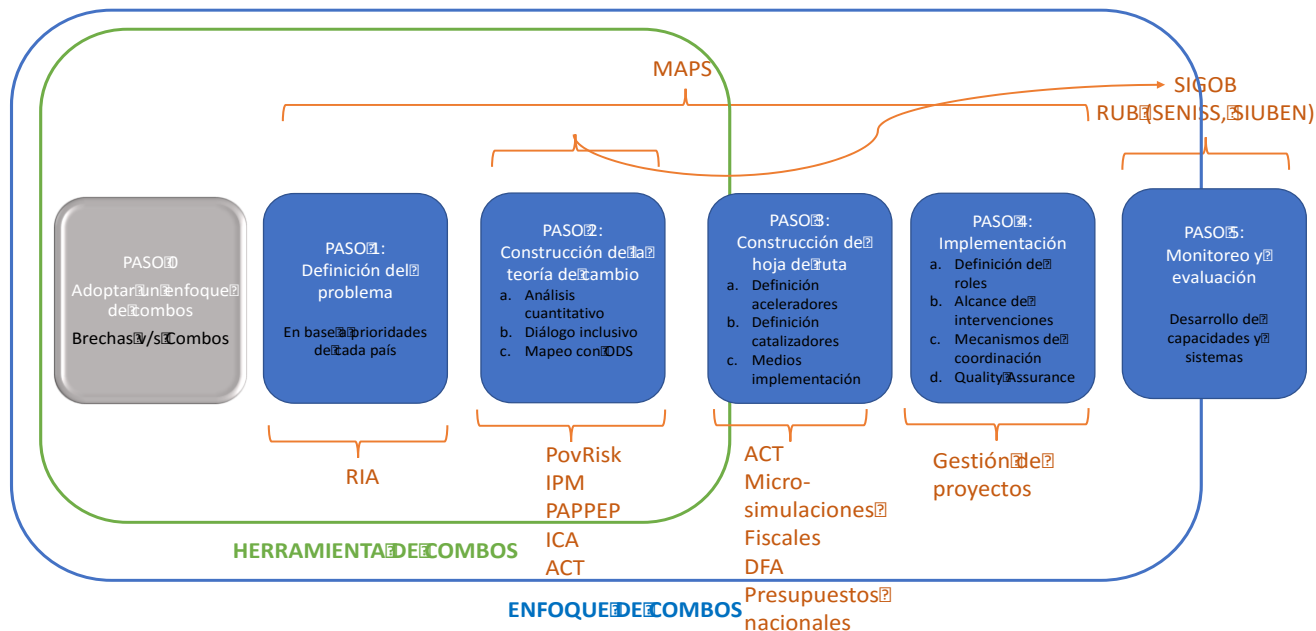 MAPS
SIGOB
RUB (SENISS, SIUBEN)
PASO 0
Adoptar un enfoque
de combos
Brechas v/s Combos
PASO 1:
Definición del
problema
En base a prioridades
de cada país
PASO 2:
Construcción de la
teoría de cambio
a. Análisis
cuantitativo
b. Diálogo inclusivo
c. Mapeo con ODS
PASO 3:
Construcción de
hoja de ruta
a. Definición
aceleradores
b. Definición
catalizadores
c. Medios
implementación
PASO 4:
Implementación
a. Definición de
roles
b. Alcance de
intervenciones
c. Mecanismos de
coordinación
d. Quality Assurance
PASO 5:
Monitoreo y
evaluación
Desarrollo de
capacidades y
sistemas
RIA
PovRisk
IPM
PAPPEP
ICA
ACT
ACT
Micro-
simulaciones
Fiscales
DFA
Presupuestos
nacionales
Gestión de
proyectos
HERRAMIENTA DE COMBOS
ENFOQUE DE COMBOS